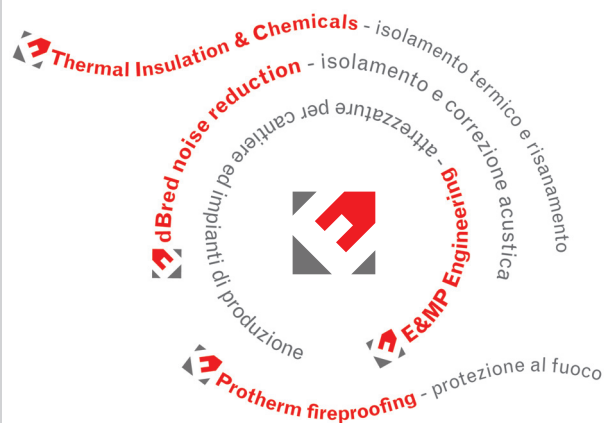 Thermal Insulation & Chemicals - isolamento termico e risanamento
dBred noise reduction - isolamento e correzione acustica
E&MP Engineering - attrezzature per cantiere ed impianti di produzione
Protherm fireproofing - protezione al fuoco